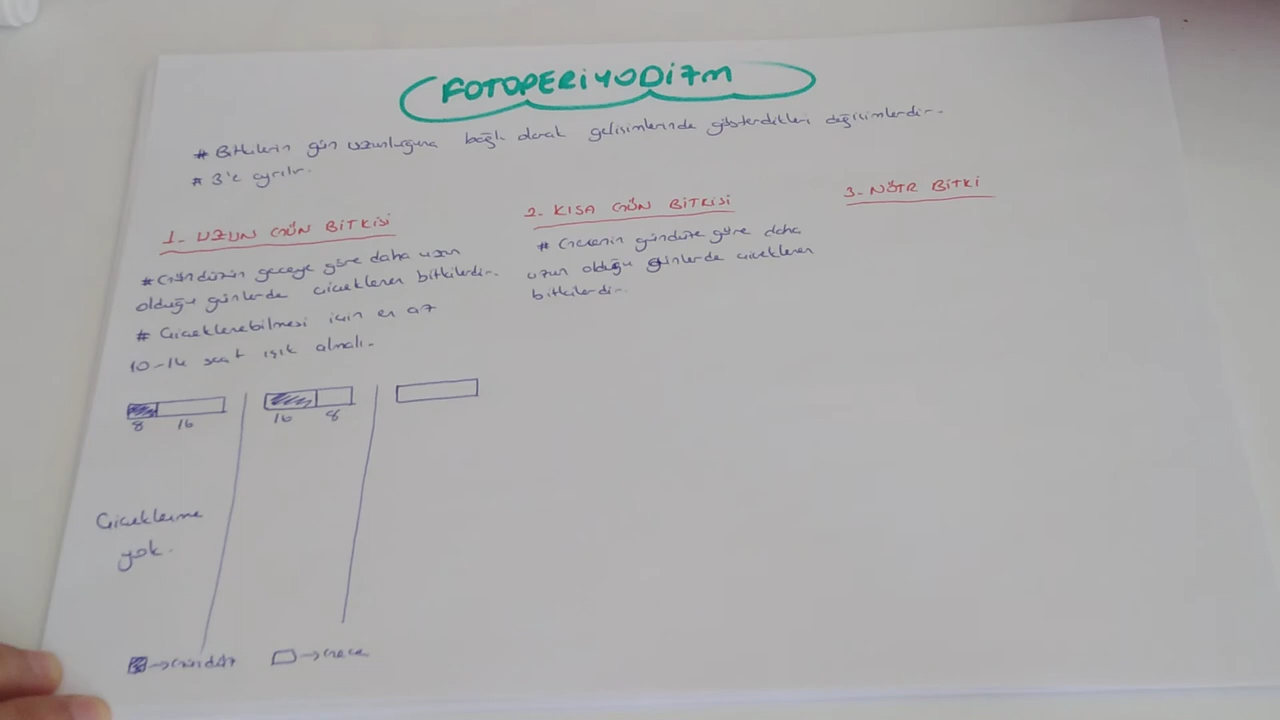 FOTOPERİYODİZM
* Bitkilerin gün uzunluğuna bağlı olarak gelişimlerinde gösterdikleri değişimlerdir.
* 3'e ayrılır.
1- UZUN GÜN BİTKİSİ
* Gündüzün geceye göre daha uzun
olduğu günlerde çiçeklenen bitkilerdir.
* Çiçeklenebilmesi için en az
10-14 saat ışık almalı.
8 16
16 8
Çiçeklenme
yok.
→Gündüz →Gece
2- KISA GÜN BİTKİSİ
* Gecenin gündüze göre daha
uzun olduğu günlerde çiçeklenen
bitkilerdir.
3- NÖTR BİTKİ